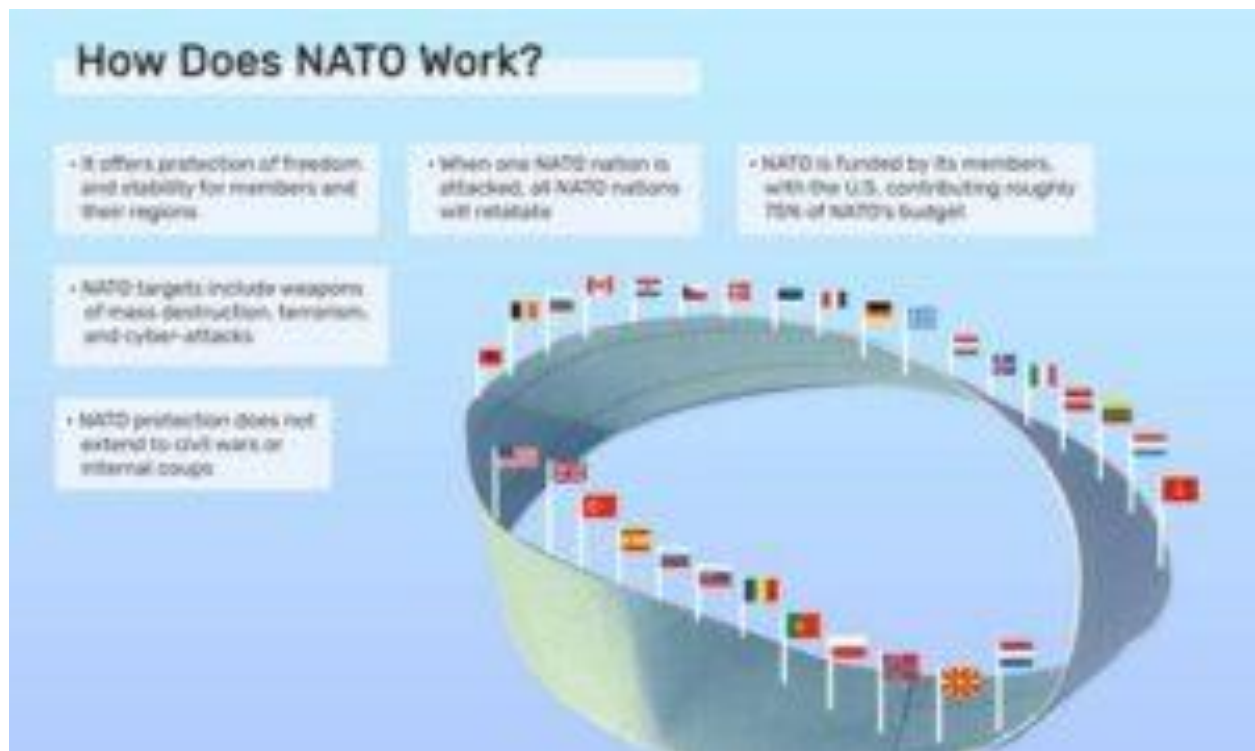 How Does NATO Work?
• It offers protection of freedom
and stability for members and
their regions
• When one NATO nation is
attacked, all NATO nations
will retaliate
• NATO is funded by its members,
with the U.S. contributing roughly
75% of NATO's budget
• NATO targets include weapons
of mass destruction, terrorism,
and cyber-attacks
• NATO protection does not
extend to civil wars or
internal coups